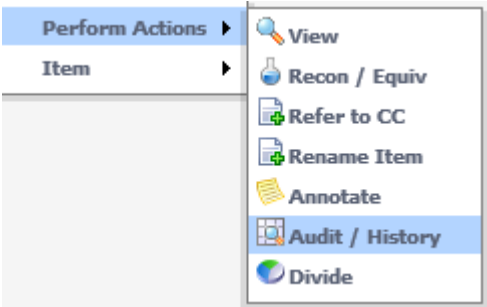 Perform Actions
Item
View
Recon / Equiv
Refer to CC
Rename Item
Annotate
Audit / History
Divide